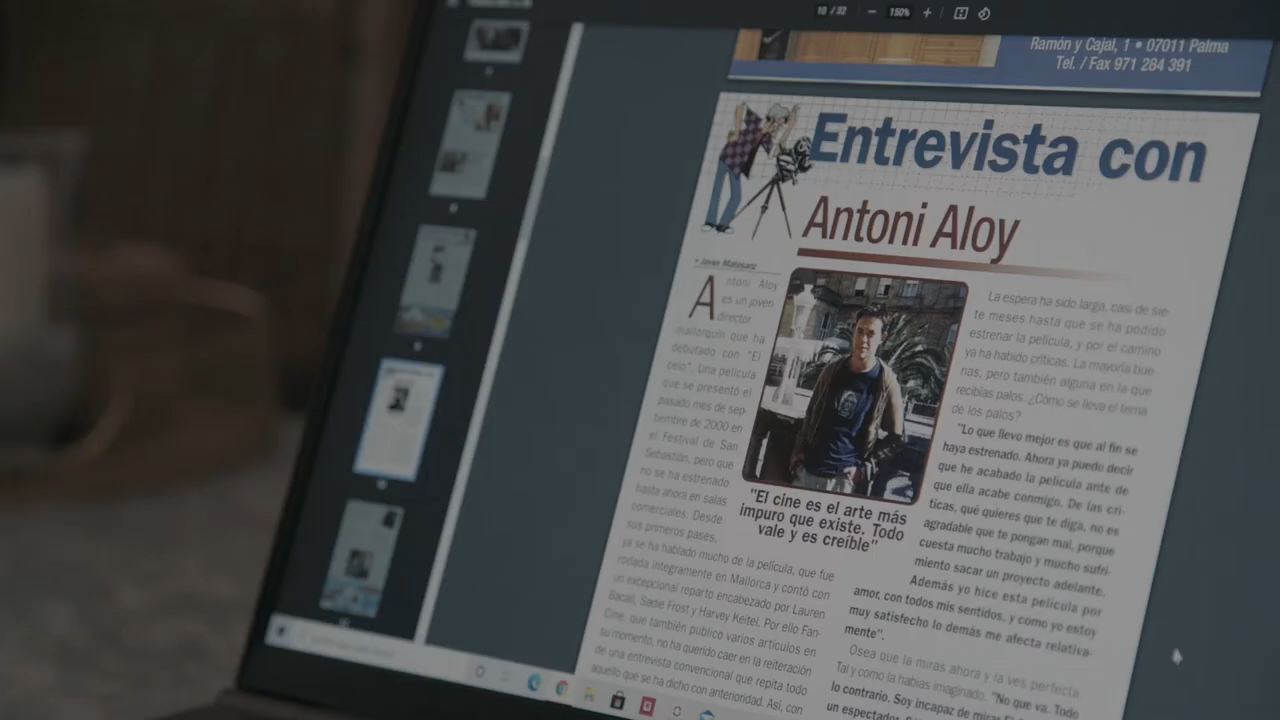 10 / 32
150%
Ramón y Cajal, 1 • 07011 Palma
Tel. / Fax 971 284 391
Entrevista con
Antoni Aloy
• Javier Matesanz
Antoni Aloy
es un joven
director
mallorquín que ha
debutado con "El
celo". Una película
que se presentó el
pasado mes de sep-
tiembre de 2000 en
el Festival de San
Sebastián, pero que
no se ha estrenado
hasta ahora en salas
comerciales. Desde
sus primeros pases,
ya se ha hablado mucho de la película, que fue
rodada íntegramente en Mallorca y contó con
un excepcional reparto encabezado por Lauren
Bacall, Sadie Frost y Harvey Keitel. Por ello Fan-
Cine, que también publicó varios artículos en
su momento, no ha querido caer en la reiteración
de una entrevista convencional que repita todo
aquello que se ha dicho con anterioridad. Así, con
"El cine es el arte más
impuro que existe. Todo
vale y es creíble"
La espera ha sido larga, casi de sie-
te meses hasta que se ha podido
estrenar la película, y por el camino
ya ha habido críticas. La mayoría bue-
nas, pero también alguna en la que
recibías palos. ¿Cómo se lleva el tema
de los palos?
"Lo que llevo mejor es que al fin se
haya estrenado. Ahora ya puedo decir
que he acabado la película ante de
que ella acabe conmigo. De las crí-
ticas, qué quieres que te diga, no es
agradable que te pongan mal, porque
cuesta mucho trabajo y mucho sufri-
miento sacar un proyecto adelante.
Además yo hice esta película por
amor, con todos mis sentidos, y como yo estoy
muy satisfecho lo demás me afecta relativa-
mente".
Osea que la miras ahora y la ves perfecta.
Tal y como la habías imaginado. "No que va. Todo
lo contrario. Soy incapaz de mirar
un espectador.